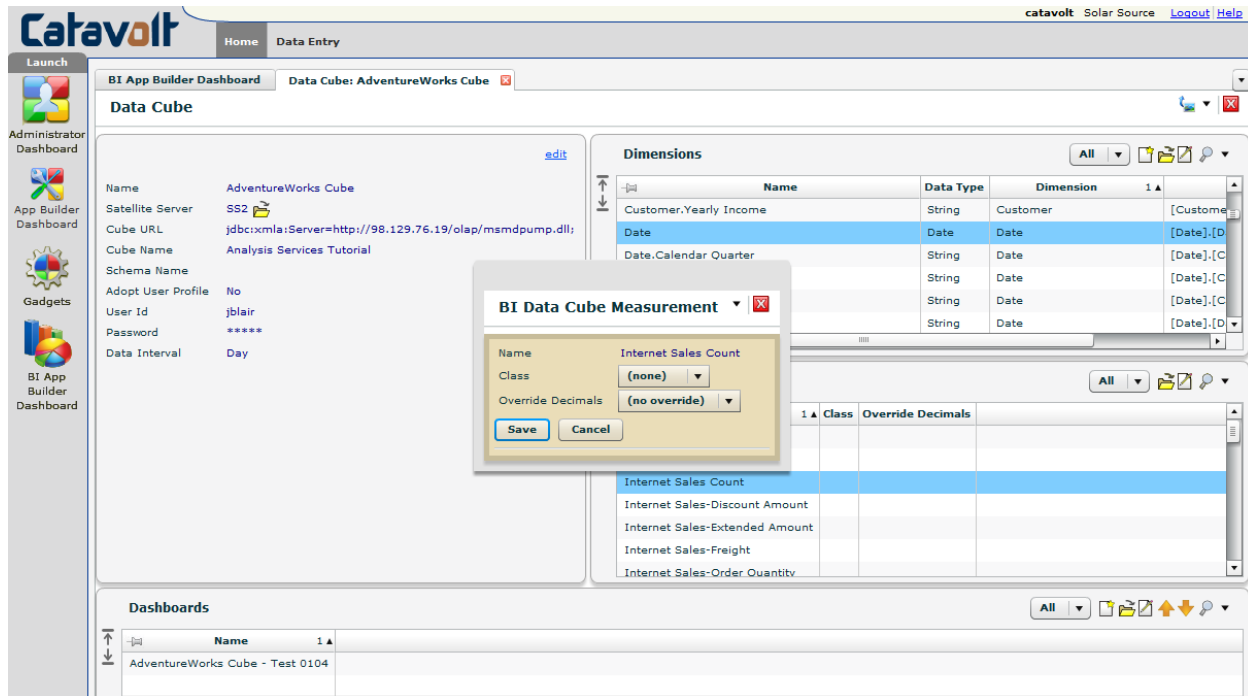 catavolt Solar Source Logout Help
Catavolt
Home Data Entry
Launch
Administrator
Dashboard
App Builder
Dashboard
Gadgets
BI App
Builder
Dashboard
BI App Builder Dashboard Data Cube: AdventureWorks Cube
Data Cube
edit
Name AdventureWorks Cube
Satellite Server SS2
Cube URL jdbc:xmla:Server=http://98.129.76.19/olap/msmdpump.dll;
Cube Name Analysis Services Tutorial
Schema Name
Adopt User Profile No
User Id jblair
Password *****
Data Interval Day
Dimensions All
Name Data Type Dimension 1
Customer.Yearly Income String Customer [Custome
Date Date Date [Date].[D
Date.Calendar Quarter String Date [Date].[C
String Date [Date].[C
String Date [Date].[C
String Date [Date].[D
BI Data Cube Measurement
Name Internet Sales Count
Class (none)
Override Decimals (no override)
Save Cancel
All
1 Class Override Decimals
Internet Sales Count
Internet Sales-Discount Amount
Internet Sales-Extended Amount
Internet Sales-Freight
Internet Sales-Order Quantity
Dashboards All
Name 1
AdventureWorks Cube - Test 0104